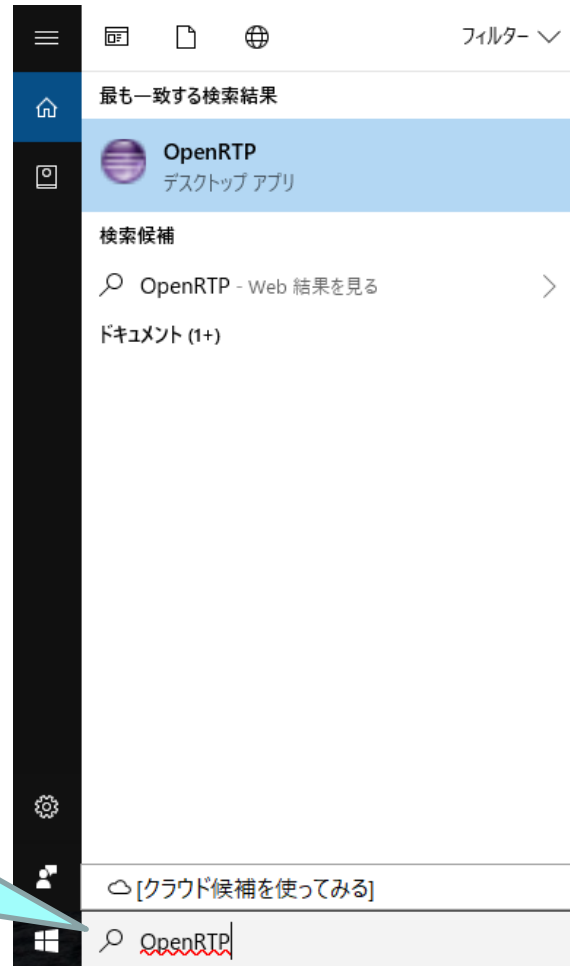 フィルター
最も一致する検索結果
OpenRTP
デスクトップ アプリ
検索候補
OpenRTP - Web 結果を見る
ドキュメント (1+)
[クラウド候補を使ってみる]
OpenRTP